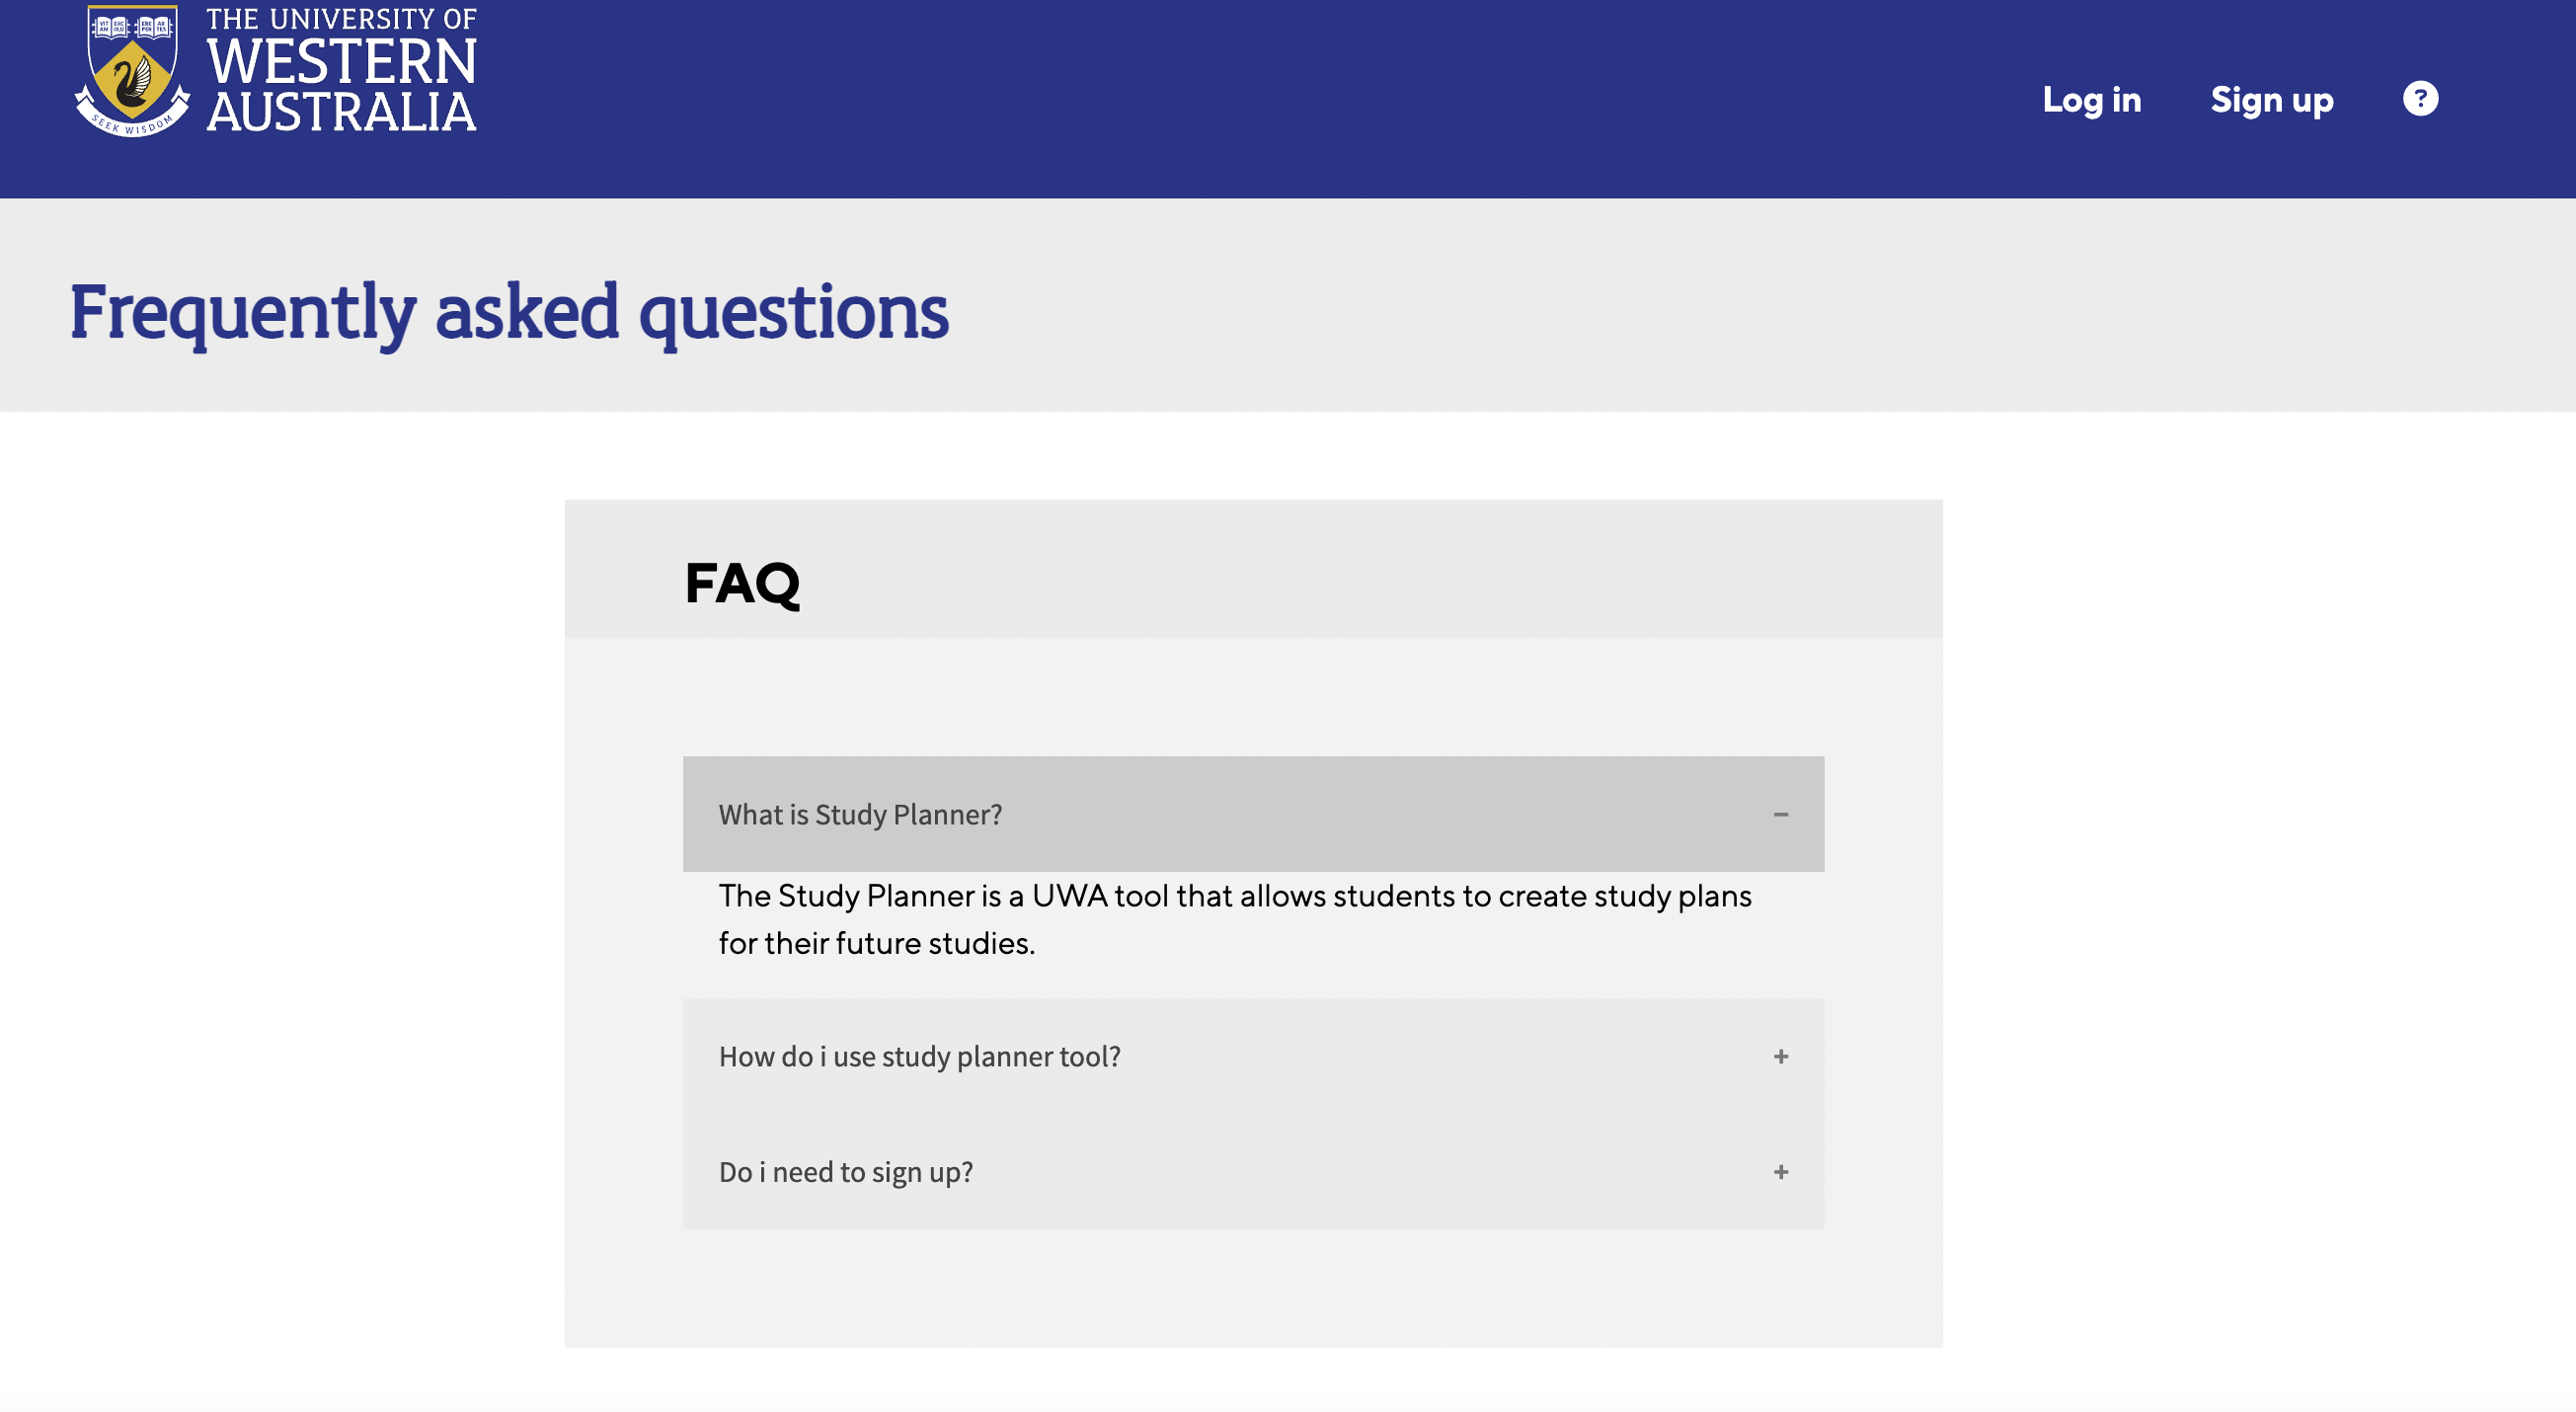 THE UNIVERSITY OF
WESTERN
AUSTRALIA
SEEK WISDOM
Log in
Sign up
?
Frequently asked questions
FAQ
What is Study Planner?
−
The Study Planner is a UWA tool that allows students to create study plans
for their future studies.
How do i use study planner tool?
+
Do i need to sign up?
+